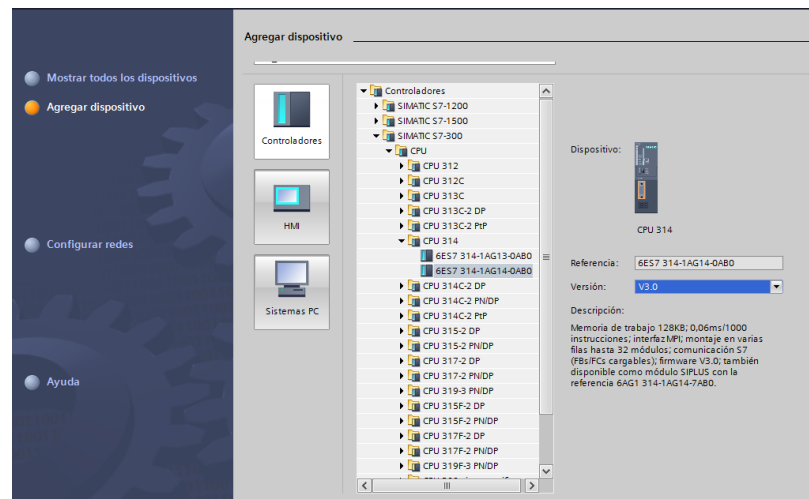 Agregar dispositivo
Mostrar todos los dispositivos
Agregar dispositivo
Configurar redes
Ayuda
Controladores
HMI
Sistemas PC
Controladores
SIMATIC S7-1200
SIMATIC S7-1500
SIMATIC S7-300
CPU
CPU 312
CPU 312C
CPU 313C
CPU 313C-2 DP
CPU 313C-2 PtP
CPU 314
6ES7 314-1AG13-0AB0
6ES7 314-1AG14-0AB0
CPU 314C-2 DP
CPU 314C-2 PN/DP
CPU 314C-2 PtP
CPU 315-2 DP
CPU 315-2 PN/DP
CPU 317-2 DP
CPU 317-2 PN/DP
CPU 319-3 PN/DP
CPU 315F-2 DP
CPU 315F-2 PN/DP
CPU 317F-2 DP
CPU 317F-2 PN/DP
CPU 319F-3 PN/DP
Dispositivo:
CPU 314
Referencia: 6ES7 314-1AG14-0AB0
Versión: V3.0
Descripción:
Memoria de trabajo 128KB; 0,06ms/1000
instrucciones; interfaz MPI; montaje en varias
filas hasta 32 módulos; comunicación S7
(FBs/FCs cargables); firmware V3.0; también
disponible como módulo SIPLUS con la
referencia 6AG1 314-1AG14-7AB0.